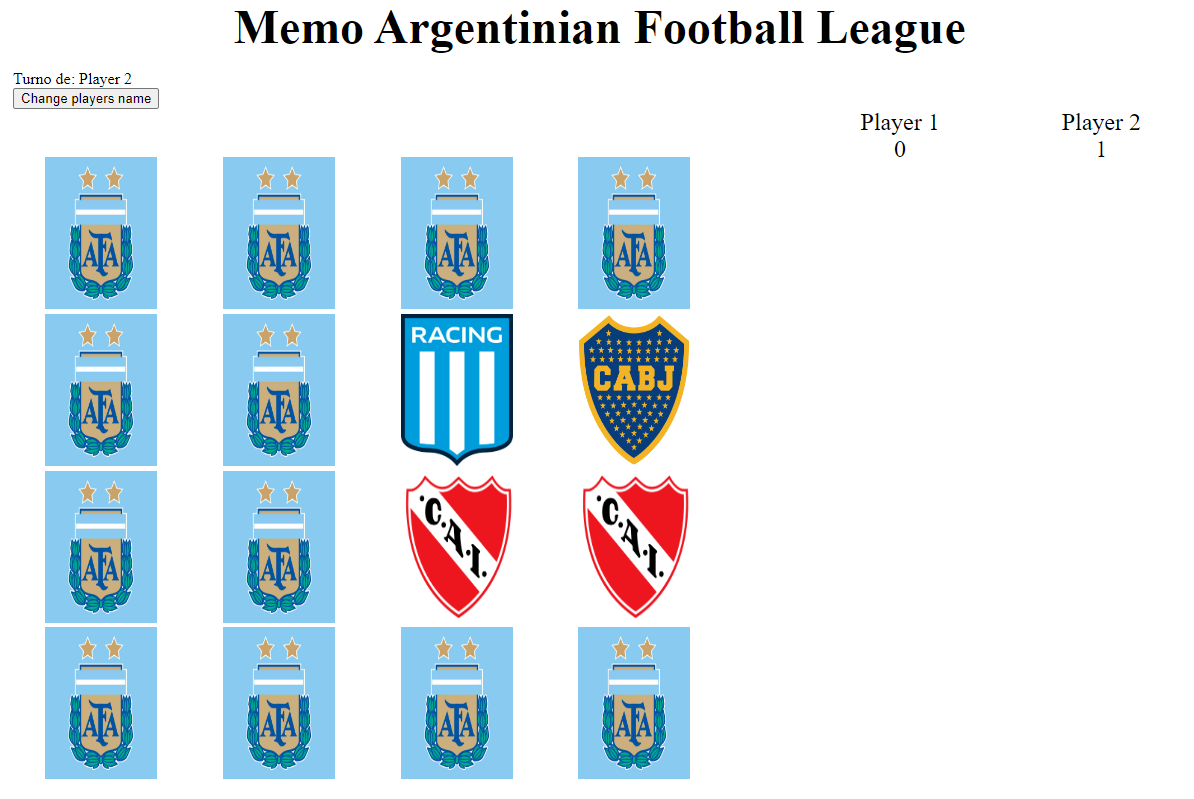 Memo Argentinian Football League
Turno de: Player 2
Change players name
Player 1 Player 2
0 1
AFA AFA AFA AFA
AFA AFA RACING CABJ
AFA AFA C.A.I. C.A.I.
AFA AFA AFA AFA